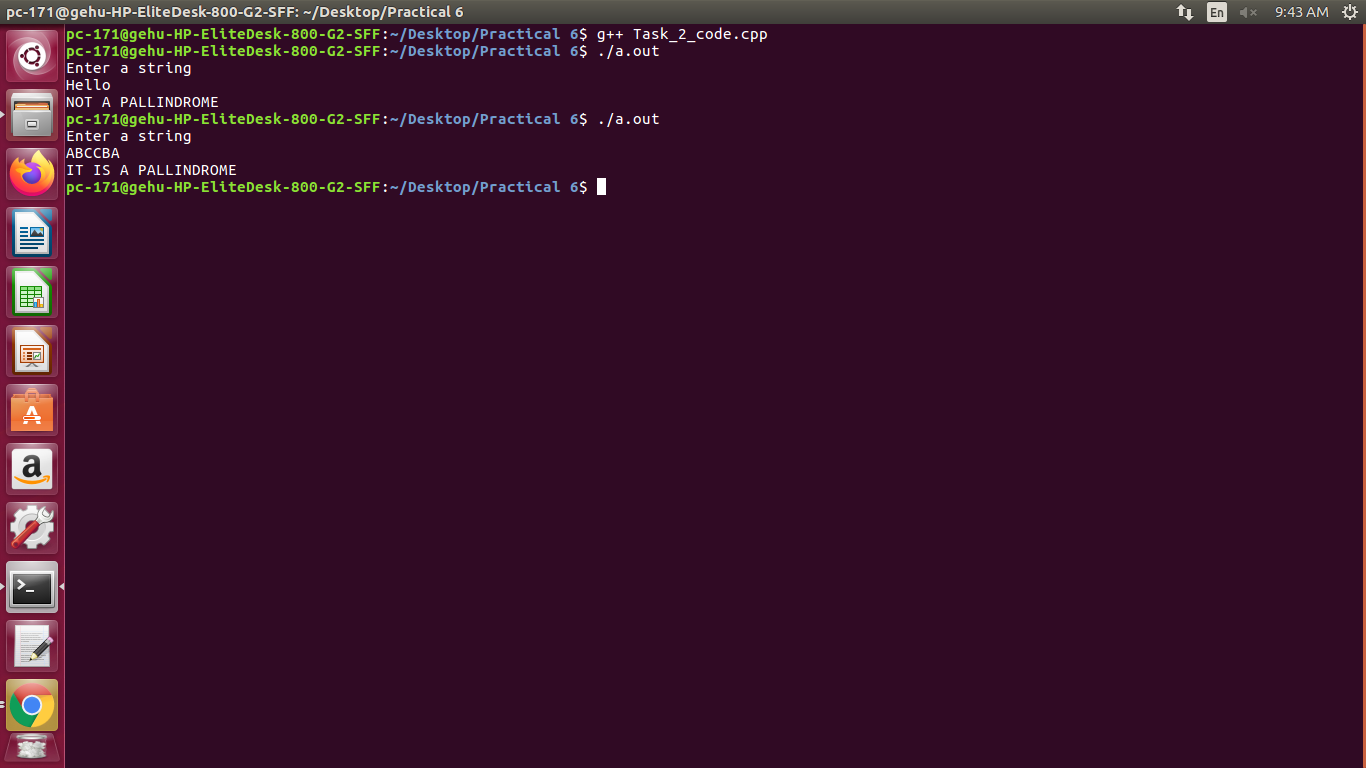 pc-171@gehu-HP-EliteDesk-800-G2-SFF: ~/Desktop/Practical 6
En
9:43 AM
pc-171@gehu-HP-EliteDesk-800-G2-SFF:~/Desktop/Practical 6$ g++ Task_2_code.cpp
pc-171@gehu-HP-EliteDesk-800-G2-SFF:~/Desktop/Practical 6$ ./a.out
Enter a string
Hello
NOT A PALLINDROME
pc-171@gehu-HP-EliteDesk-800-G2-SFF:~/Desktop/Practical 6$ ./a.out
Enter a string
ABCCBA
IT IS A PALLINDROME
pc-171@gehu-HP-EliteDesk-800-G2-SFF:~/Desktop/Practical 6$